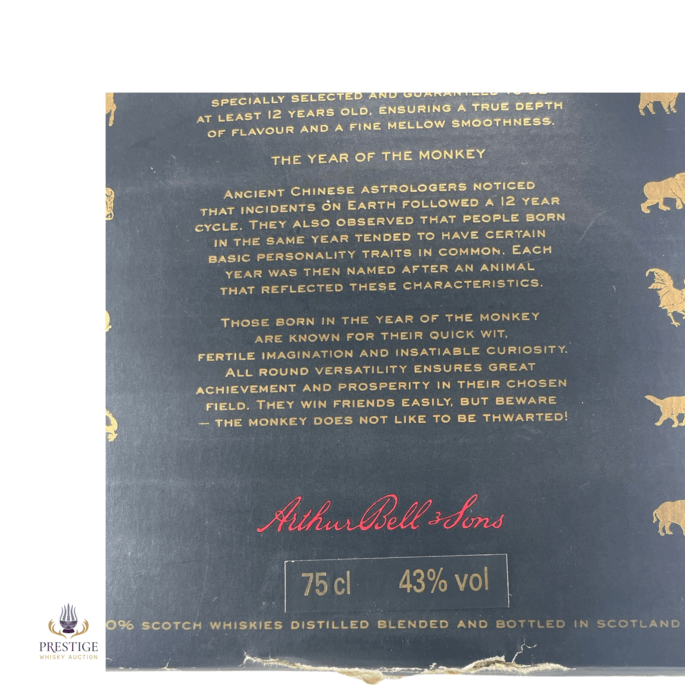 SPECIALLY SELECTED AND GUARANTEED TO BE
AT LEAST 12 YEARS OLD, ENSURING A TRUE DEPTH
OF FLAVOUR AND A FINE MELLOW SMOOTHNESS.
THE YEAR OF THE MONKEY
ANCIENT CHINESE ASTROLOGERS NOTICED
THAT INCIDENTS ON EARTH FOLLOWED A 12 YEAR
CYCLE. THEY ALSO OBSERVED THAT PEOPLE BORN
IN THE SAME YEAR TENDED TO HAVE CERTAIN
BASIC PERSONALITY TRAITS IN COMMON. EACH
YEAR WAS THEN NAMED AFTER AN ANIMAL
THAT REFLECTED THESE CHARACTERISTICS.
THOSE BORN IN THE YEAR OF THE MONKEY
ARE KNOWN FOR THEIR QUICK WIT,
FERTILE IMAGINATION AND INSATIABLE CURIOSITY.
ALL ROUND VERSATILITY ENSURES GREAT
ACHIEVEMENT AND PROSPERITY IN THEIR CHOSEN
FIELD. THEY WIN FRIENDS EASILY, BUT BEWARE
— THE MONKEY DOES NOT LIKE TO BE THWARTED!
Arthur Bell & Sons
75 cl 43% vol
0% SCOTCH WHISKIES DISTILLED BLENDED AND BOTTLED IN SCOTLAND
PRESTIGE
WHISKY AUCTION